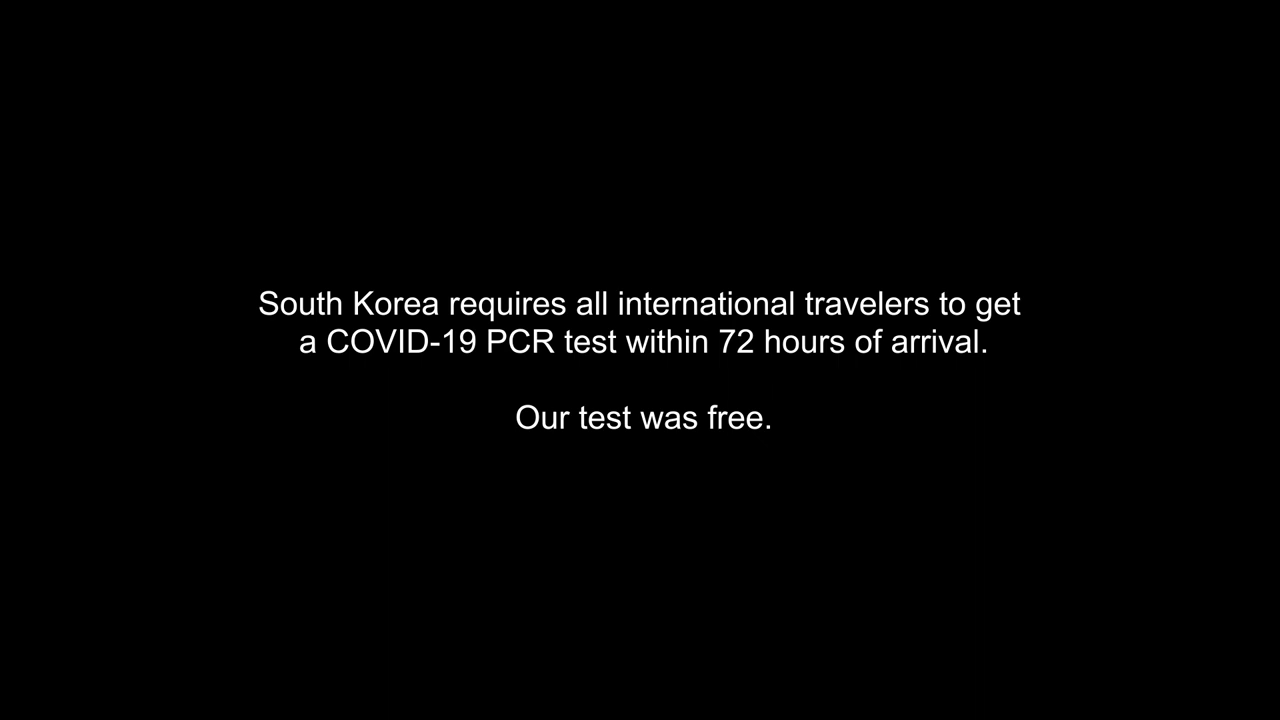 South Korea requires all international travelers to get
a COVID-19 PCR test within 72 hours of arrival.
Our test was free.